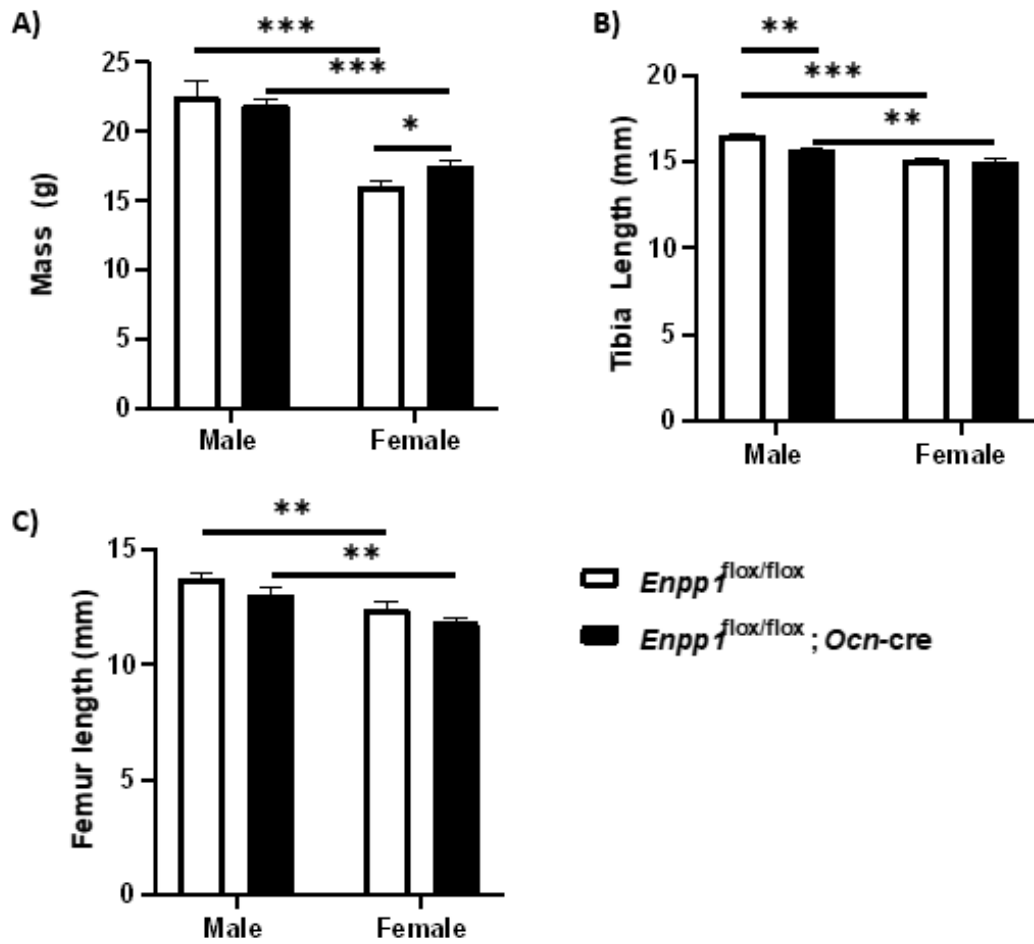 A)
***
***
*
25
20
15
10
5
0
Mass (g)
Male Female
B)
**
***
**
20
15
10
5
0
Tibia Length (mm)
Male Female
C)
**
**
15
10
5
0
Femur length (mm)
Male Female
Enpp1flox/flox
Enpp1flox/flox ; Ocn-cre